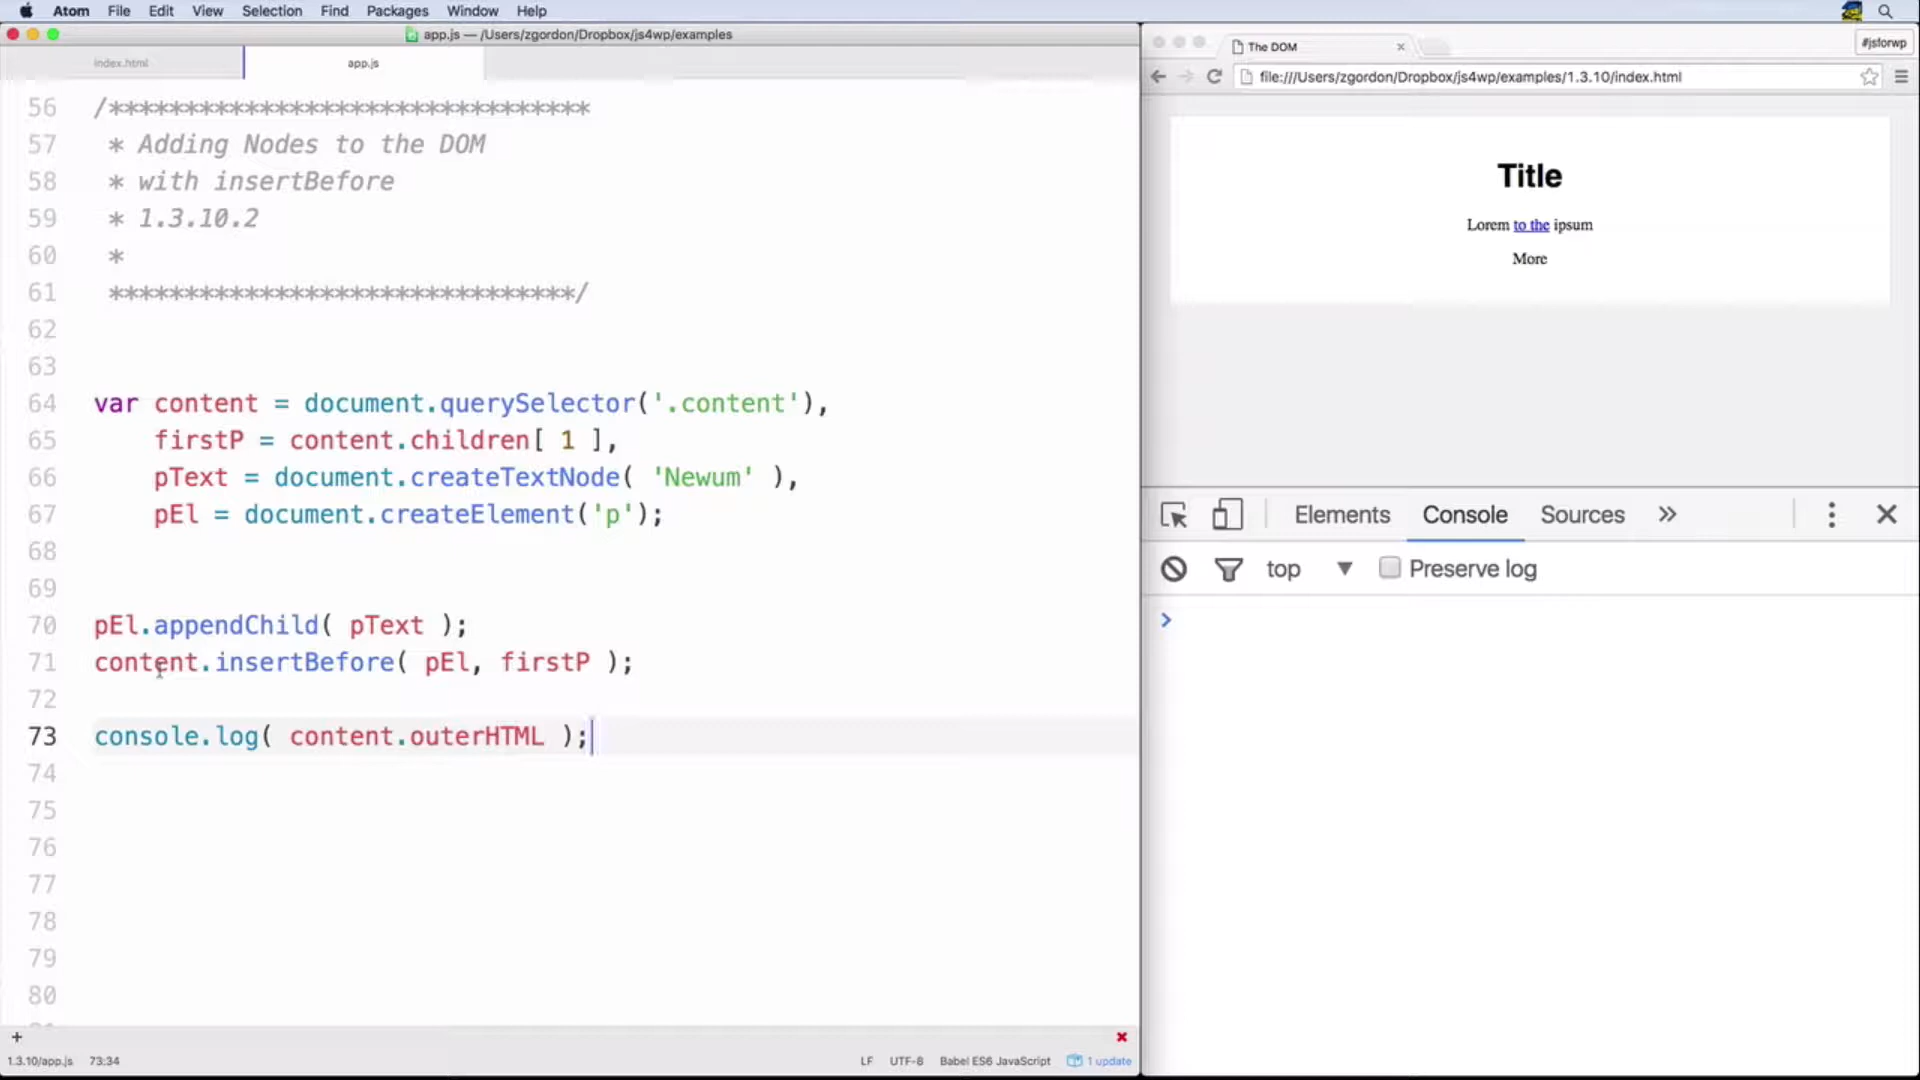 Atom File Edit View Selection Find Packages Window Help
app.js — /Users/zgordon/Dropbox/js4wp/examples
index.html
app.js
56 /********************************
57 * Adding Nodes to the DOM
58 * with insertBefore
59 * 1.3.10.2
60 *
61 *******************************/
62
63
64 var content = document.querySelector('.content'),
65 firstP = content.children[ 1 ],
66 pText = document.createTextNode( 'Newum' ),
67 pEl = document.createElement('p');
68
69
70 pEl.appendChild( pText );
71 content.insertBefore( pEl, firstP );
72
73 console.log( content.outerHTML );
74
75
76
77
78
79
80
1.3.10/app.js 73:34
LF UTF-8 Babel ES6 JavaScript 1 update
The DOM
#jsforwp
file:///Users/zgordon/Dropbox/js4wp/examples/1.3.10/index.html
Title
Lorem to the ipsum
More
Elements Console Sources »
top Preserve log
>